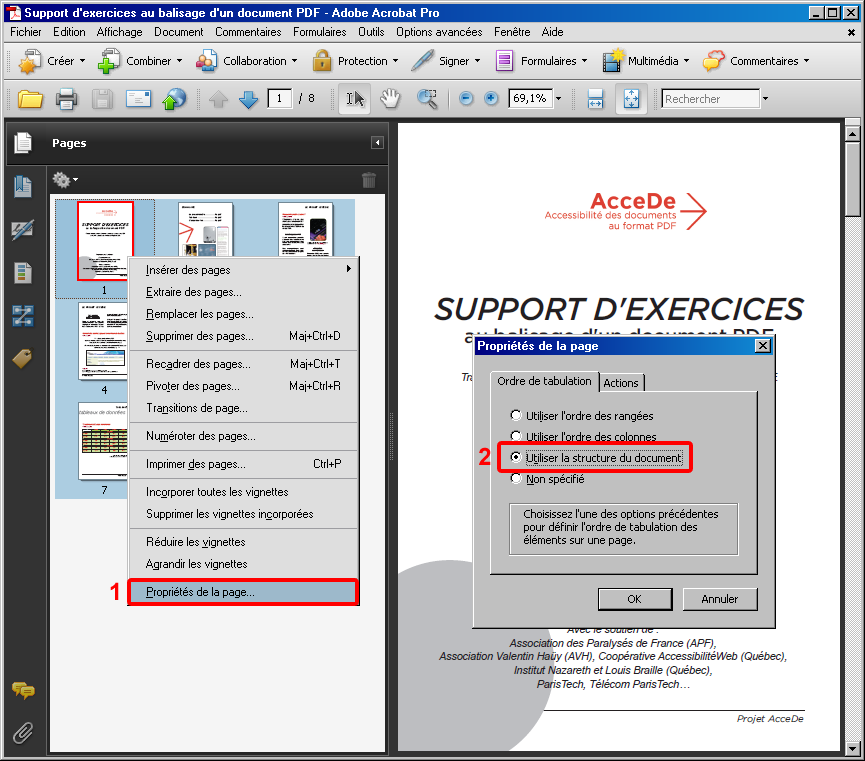 Support d'exercices au balisage d'un document PDF - Adobe Acrobat Pro
Fichier Edition Affichage Document Commentaires Formulaires Outils Options avancées Fenêtre Aide
Créer Combiner Collaboration Protection Signer Formulaires Multimédia Commentaires
1 / 8 69,1% Rechercher
Pages
1
4
7
Insérer des pages
Extraire des pages...
Remplacer les pages...
Supprimer des pages... Maj+Ctrl+D
Recadrer des pages... Maj+Ctrl+T
Pivoter des pages... Maj+Ctrl+R
Transitions de page...
Numéroter des pages...
Imprimer des pages... Ctrl+P
Incorporer toutes les vignettes
Supprimer les vignettes incorporées
Réduire les vignettes
Agrandir les vignettes
1 Propriétés de la page...
AcceDe
Accessibilité des documents
au format PDF
SUPPORT D'EXERCICES
au balisage d'un document PDF
Propriétés de la page
Ordre de tabulation Actions
Utiliser l'ordre des rangées
Utiliser l'ordre des colonnes
2 Utiliser la structure du document
Non spécifié
Choisissez l'une des options précédentes
pour définir l'ordre de tabulation des
éléments sur une page.
OK Annuler
Avec le soutien de :
Association des Paralysés de France (APF),
Association Valentin Haüy (AVH), Coopérative AccessibilitéWeb (Québec),
Institut Nazareth et Louis Braille (Québec),
ParisTech, Télécom ParisTech…
Projet AcceDe